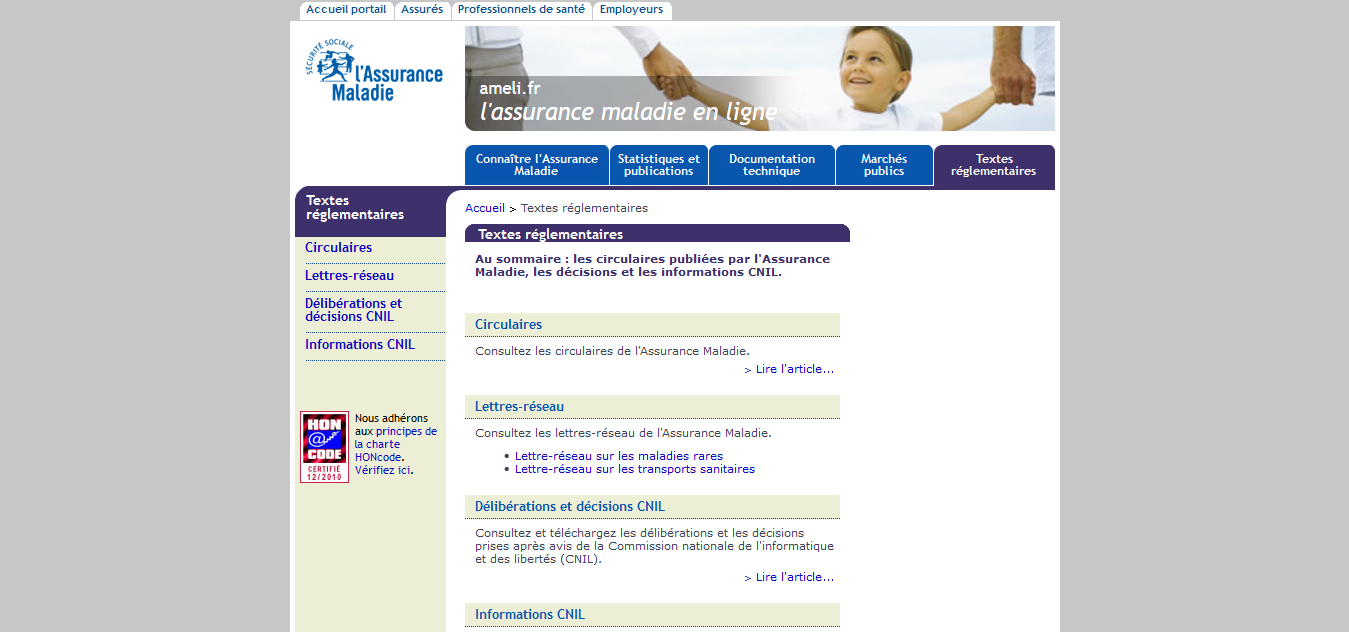 Accueil portail
Assurés
Professionnels de santé
Employeurs
SÉCURITÉ SOCIALE
l'Assurance
Maladie
ameli.fr
l'assurance maladie en ligne
Connaître l'Assurance
Maladie
Statistiques et
publications
Documentation
technique
Marchés
publics
Textes
réglementaires
Textes
réglementaires
Circulaires
Lettres-réseau
Délibérations et
décisions CNIL
Informations CNIL
HON
@
CODE
CERTIFIÉ
12/2010
Nous adhérons
aux principes de
la charte
HONcode.
Vérifiez ici.
Accueil > Textes réglementaires
Textes réglementaires
Au sommaire : les circulaires publiées par l'Assurance
Maladie, les décisions et les informations CNIL.
Circulaires
Consultez les circulaires de l'Assurance Maladie.
> Lire l'article...
Lettres-réseau
Consultez les lettres-réseau de l'Assurance Maladie.
• Lettre-réseau sur les maladies rares
• Lettre-réseau sur les transports sanitaires
Délibérations et décisions CNIL
Consultez et téléchargez les délibérations et les décisions
prises après avis de la Commission nationale de l'informatique
et des libertés (CNIL).
> Lire l'article...
Informations CNIL